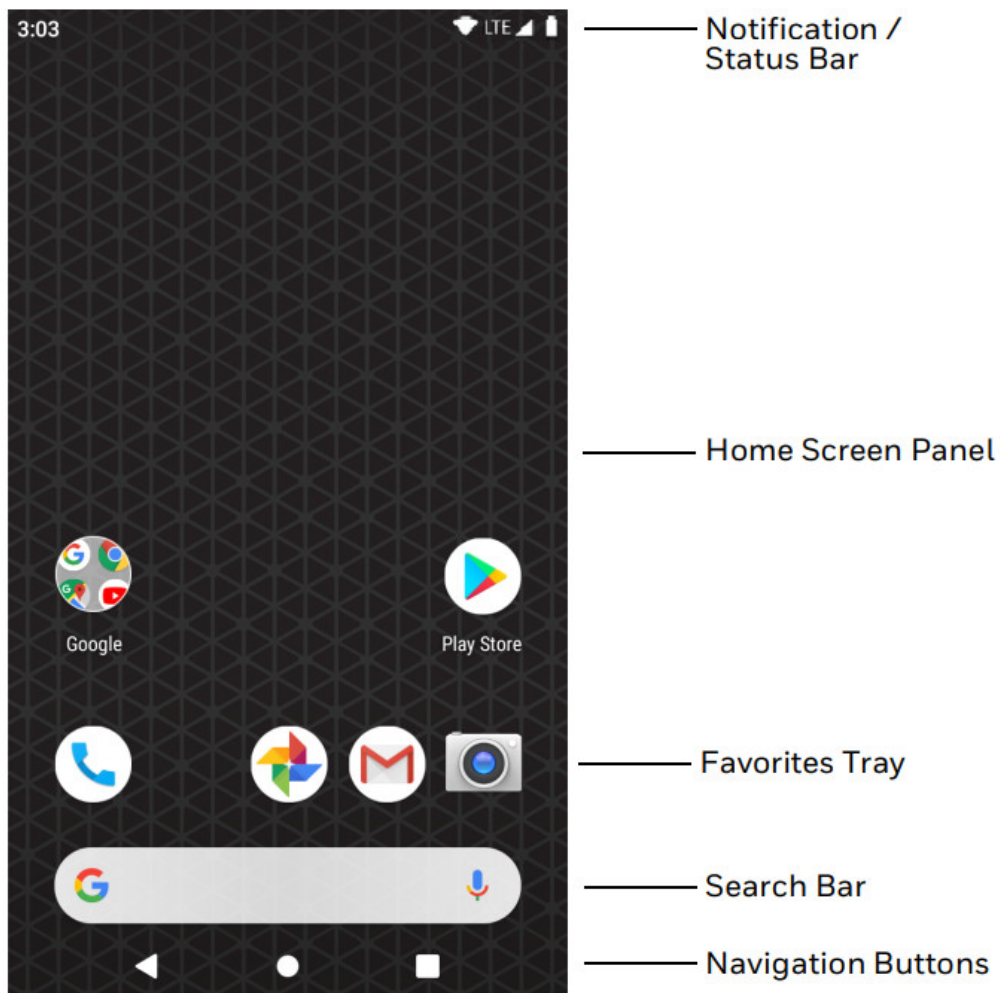 3:03
LTE
Notification /
Status Bar
Home Screen Panel
Google
Play Store
Favorites Tray
Search Bar
Navigation Buttons